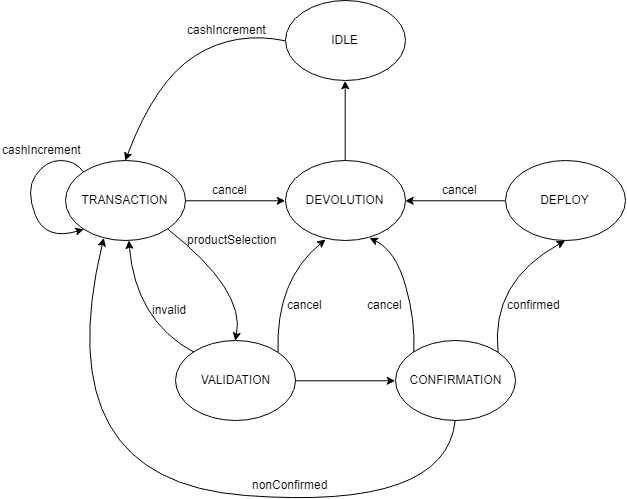 cashIncrement
IDLE
cashIncrement
TRANSACTION
cancel
DEVOLUTION
cancel
DEPLOY
productSelection
invalid
cancel
cancel
confirmed
VALIDATION
CONFIRMATION
nonConfirmed